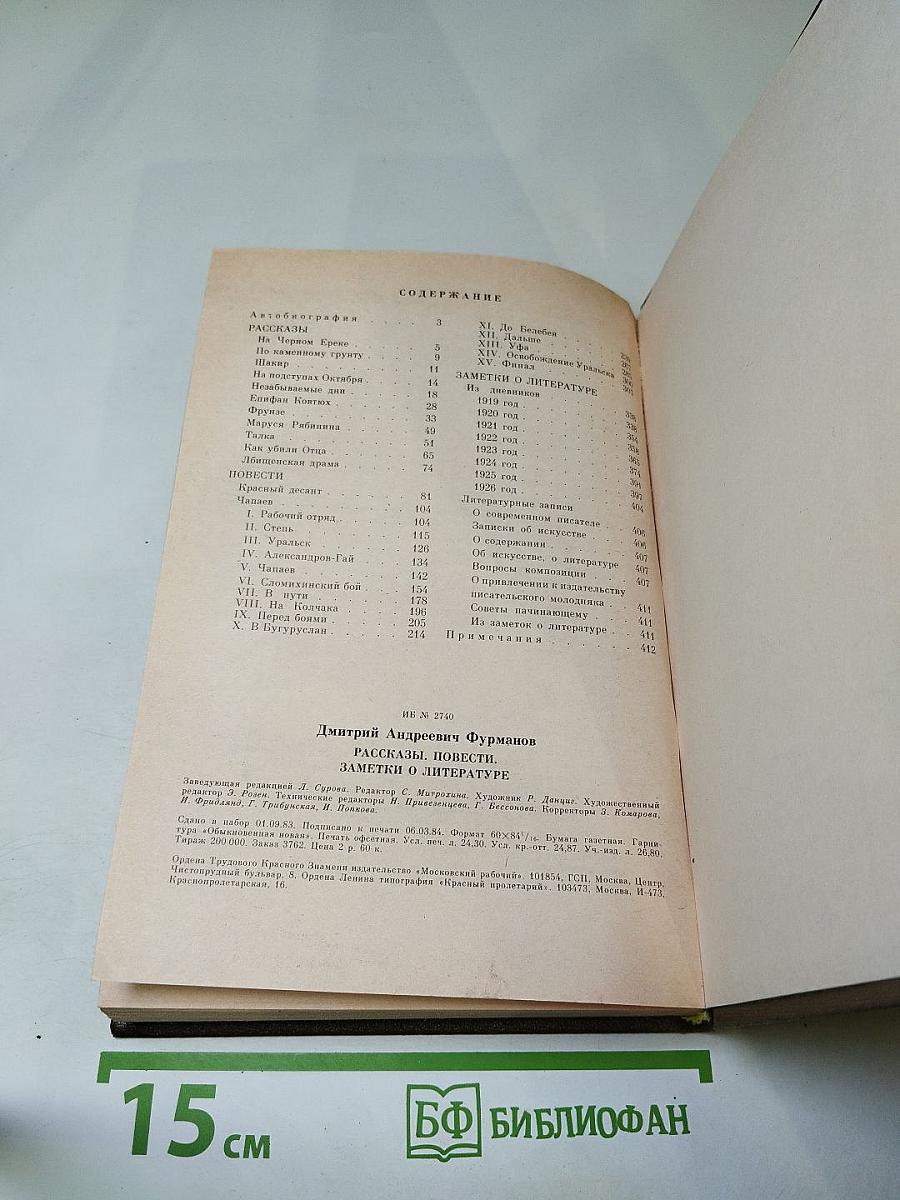 СОДЕРЖАНИЕ
Автобиография . . . . 3
РАССКАЗЫ
На Черном Ереке . . . . 5
По каменному грунту . . . 9
Шакир . . . . . . 11
На подступах Октября . . . 14
Незабываемые дни . . . . 18
Епифан Ковтюх . . . . . 28
Фрунзе . . . . . . 33
Маруся Рябинина . . . . 49
Талка . . . . . . 51
Как убили Отца . . . . . 65
Лбищенская драма . . . . 74
ПОВЕСТИ
Красный десант . . . . . 81
Чапаев . . . . . . 104
I. Рабочий отряд . . . . 104
II. Степь . . . . . 115
III. Уральск . . . . . 126
IV. Александров-Гай . . . 134
V. Чапаев . . . . . 142
VI. Сломихинский бой . . . 154
VII. В пути . . . . . 178
VIII. На Колчака . . . . 196
IX. Перед боями . . . . 205
X. В Бугуруслан . . . . 214
XI. До Белебея . . . . .
XII. Дальше . . . . .
XIII. Уфа . . . . .
XIV. Освобождение Уральска . .
XV. Финал . . . . .
ЗАМЕТКИ О ЛИТЕРАТУРЕ
Из дневников . . . . .
1919 год . . . . . 338
1920 год . . . . . 338
1921 год . . . . . 354
1922 год . . . . . 358
1923 год . . . . . 365
1924 год . . . . . 374
1925 год . . . . . 391
1926 год . . . . . 397
Литературные записи . . . 404
О современном писателе . . 406
Записки об искусстве . . 406
О содержании . . . . 407
Об искусстве, о литературе . 407
Вопросы композиции . . . 407
О привлечении к издательству
писательского молодняка . . 411
Советы начинающему . . . 411
Из заметок о литературе . . 411
Примечания . . . . . . 412
ИБ № 2740
Дмитрий Андреевич Фурманов
РАССКАЗЫ. ПОВЕСТИ.
ЗАМЕТКИ О ЛИТЕРАТУРЕ
Заведующая редакцией Л. Сурова. Редактор С. Митрохина. Художник Р. Данциг. Художественный
редактор Э. Розен. Технические редакторы Н. Привезенцева, Г. Бессонова. Корректоры З. Комарова,
И. Фридлянд, Г. Трибунская, И. Попкова.
Сдано в набор 01.09.83. Подписано к печати 06.03.84. Формат 60×84¹/₁₆. Бумага газетная. Гарни-
тура «Обыкновенная новая». Печать офсетная. Усл. печ. л. 24,30. Усл. кр.-отт. 24,87. Уч.-изд. л. 26,80.
Тираж 200 000. Заказ 3762. Цена 2 р. 60 к.
Ордена Трудового Красного Знамени издательство «Московский рабочий». 101854, ГСП, Москва, Центр,
Чистопрудный бульвар, 8. Ордена Ленина типография «Красный пролетарий». 103473, Москва, И-473,
Краснопролетарская, 16.
15 см
БФ БИБЛИОФАН